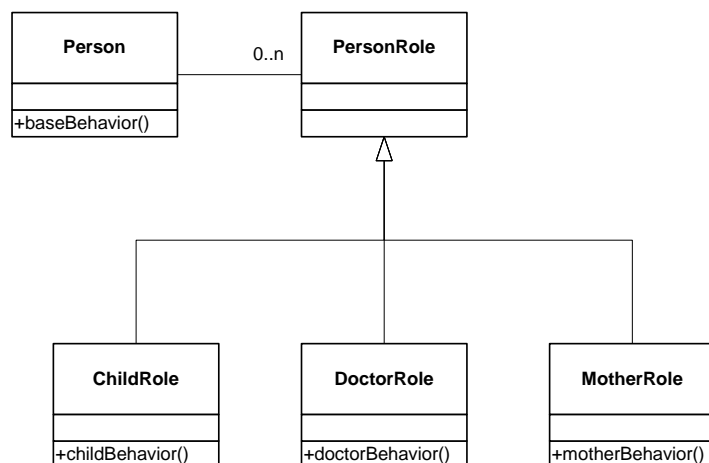 Person
PersonRole
0..n
+baseBehavior()
ChildRole
DoctorRole
MotherRole
+childBehavior()
+doctorBehavior()
+motherBehavior()